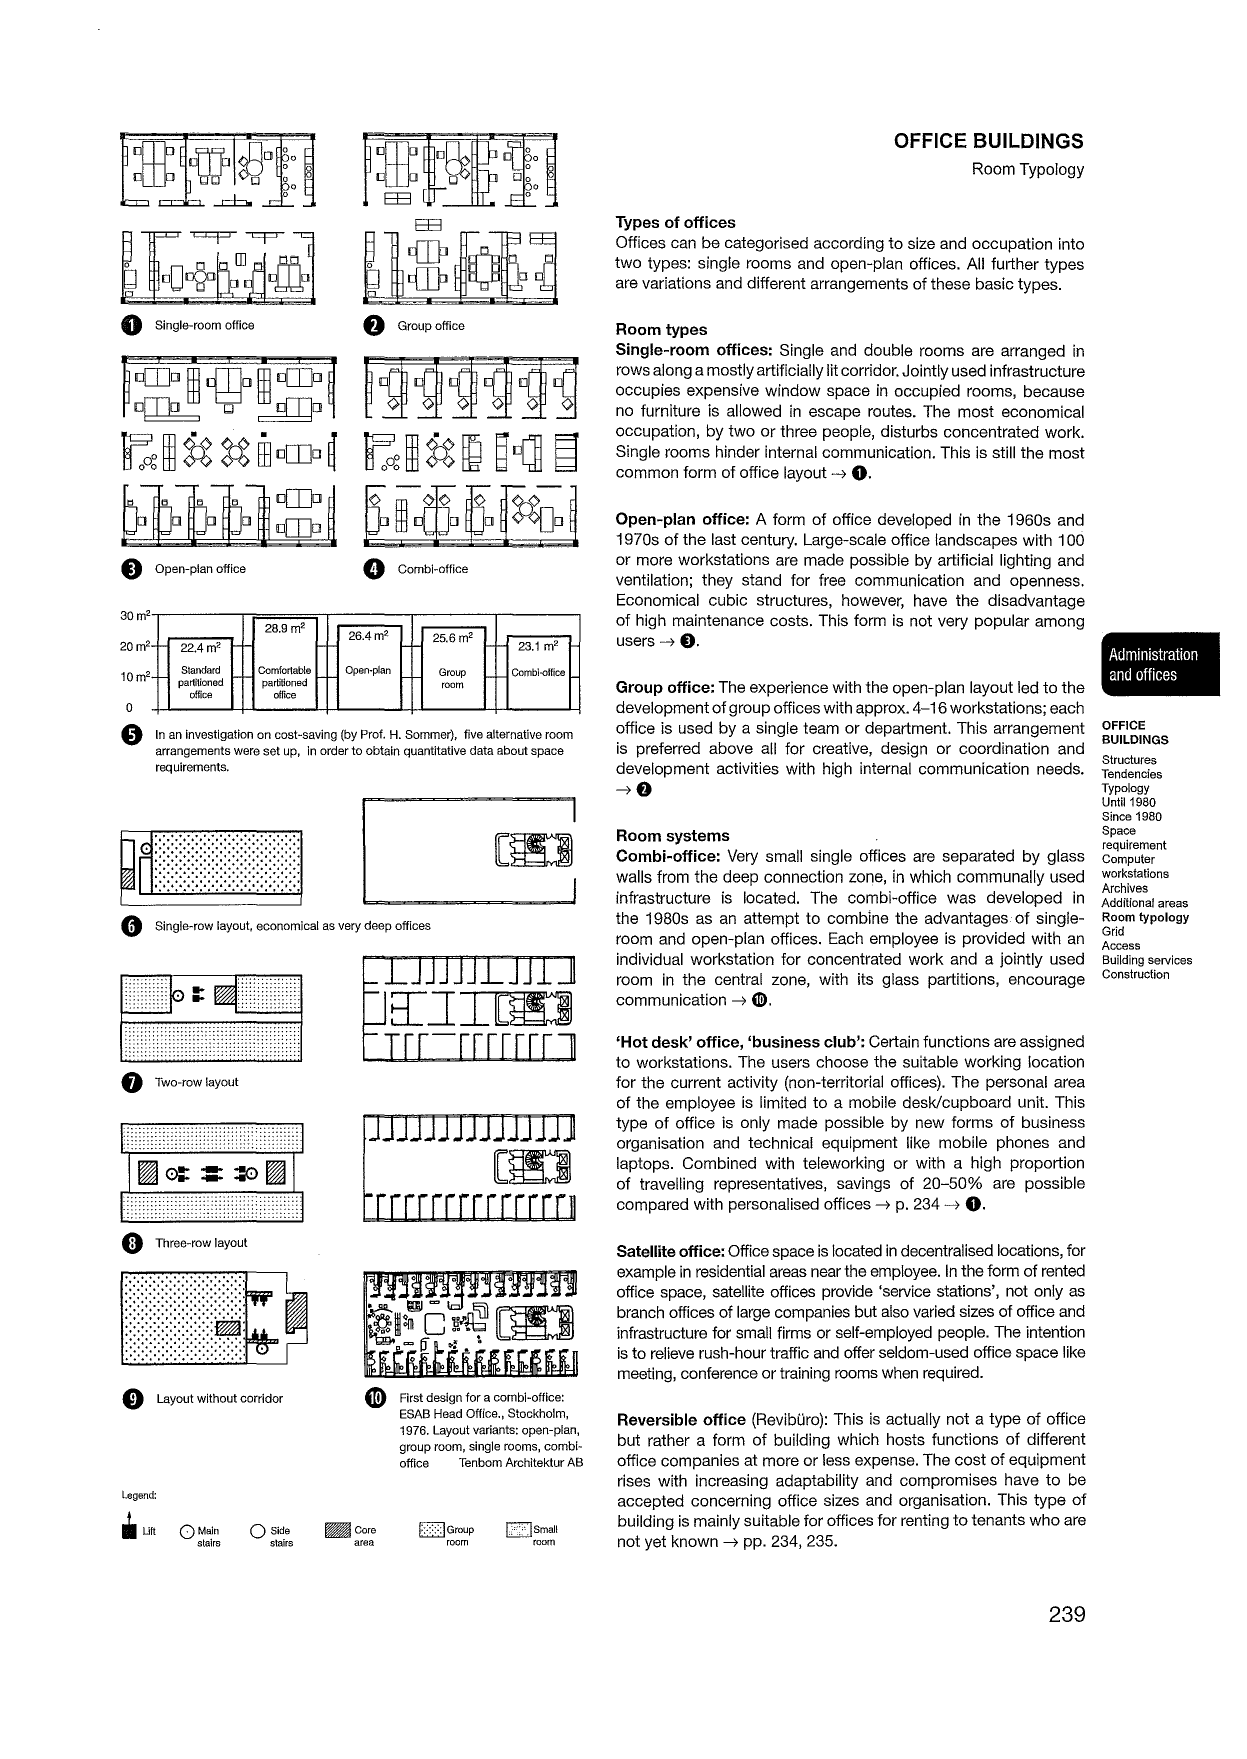 OFFICE BUILDINGS
Room Typology
❶ Single-room office
❷ Group office
❸ Open-plan office
❹ Combi-office
30 m²
20 m²
10 m²
0
22.4 m²
Standard
partitioned
office
28.9 m²
Comfortable
partitioned
office
26.4 m²
Open-plan
25.6 m²
Group
room
23.1 m²
Combi-office
❺ In an investigation on cost-saving (by Prof. H. Sommer), five alternative room
arrangements were set up, in order to obtain quantitative data about space
requirements.
❻ Single-row layout, economical as very deep offices
❼ Two-row layout
❽ Three-row layout
❾ Layout without corridor
❿ First design for a combi-office:
ESAB Head Office., Stockholm,
1976. Layout variants: open-plan,
group room, single rooms, combi-
office Tenbom Architektur AB
Legend:
Lift
Main
stairs
Side
stairs
Core
area
Group
room
Small
room
Types of offices
Offices can be categorised according to size and occupation into
two types: single rooms and open-plan offices. All further types
are variations and different arrangements of these basic types.
Room types
Single-room offices: Single and double rooms are arranged in
rows along a mostly artificially lit corridor. Jointly used infrastructure
occupies expensive window space in occupied rooms, because
no furniture is allowed in escape routes. The most economical
occupation, by two or three people, disturbs concentrated work.
Single rooms hinder internal communication. This is still the most
common form of office layout → ❶.
Open-plan office: A form of office developed in the 1960s and
1970s of the last century. Large-scale office landscapes with 100
or more workstations are made possible by artificial lighting and
ventilation; they stand for free communication and openness.
Economical cubic structures, however, have the disadvantage
of high maintenance costs. This form is not very popular among
users → ❸.
Group office: The experience with the open-plan layout led to the
development of group offices with approx. 4–16 workstations; each
office is used by a single team or department. This arrangement
is preferred above all for creative, design or coordination and
development activities with high internal communication needs.
→ ❷
Room systems
Combi-office: Very small single offices are separated by glass
walls from the deep connection zone, in which communally used
infrastructure is located. The combi-office was developed in
the 1980s as an attempt to combine the advantages of single-
room and open-plan offices. Each employee is provided with an
individual workstation for concentrated work and a jointly used
room in the central zone, with its glass partitions, encourage
communication → ❿.
‘Hot desk’ office, ‘business club’: Certain functions are assigned
to workstations. The users choose the suitable working location
for the current activity (non-territorial offices). The personal area
of the employee is limited to a mobile desk/cupboard unit. This
type of office is only made possible by new forms of business
organisation and technical equipment like mobile phones and
laptops. Combined with teleworking or with a high proportion
of travelling representatives, savings of 20–50% are possible
compared with personalised offices → p. 234 → ❶.
Satellite office: Office space is located in decentralised locations, for
example in residential areas near the employee. In the form of rented
office space, satellite offices provide ‘service stations’, not only as
branch offices of large companies but also varied sizes of office and
infrastructure for small firms or self-employed people. The intention
is to relieve rush-hour traffic and offer seldom-used office space like
meeting, conference or training rooms when required.
Reversible office (Revibüro): This is actually not a type of office
but rather a form of building which hosts functions of different
office companies at more or less expense. The cost of equipment
rises with increasing adaptability and compromises have to be
accepted concerning office sizes and organisation. This type of
building is mainly suitable for offices for renting to tenants who are
not yet known → pp. 234, 235.
Administration
and offices
OFFICE
BUILDINGS
Structures
Tendencies
Typology
Until 1980
Since 1980
Space
requirement
Computer
workstations
Archives
Additional areas
Room typology
Grid
Access
Building services
Construction
239